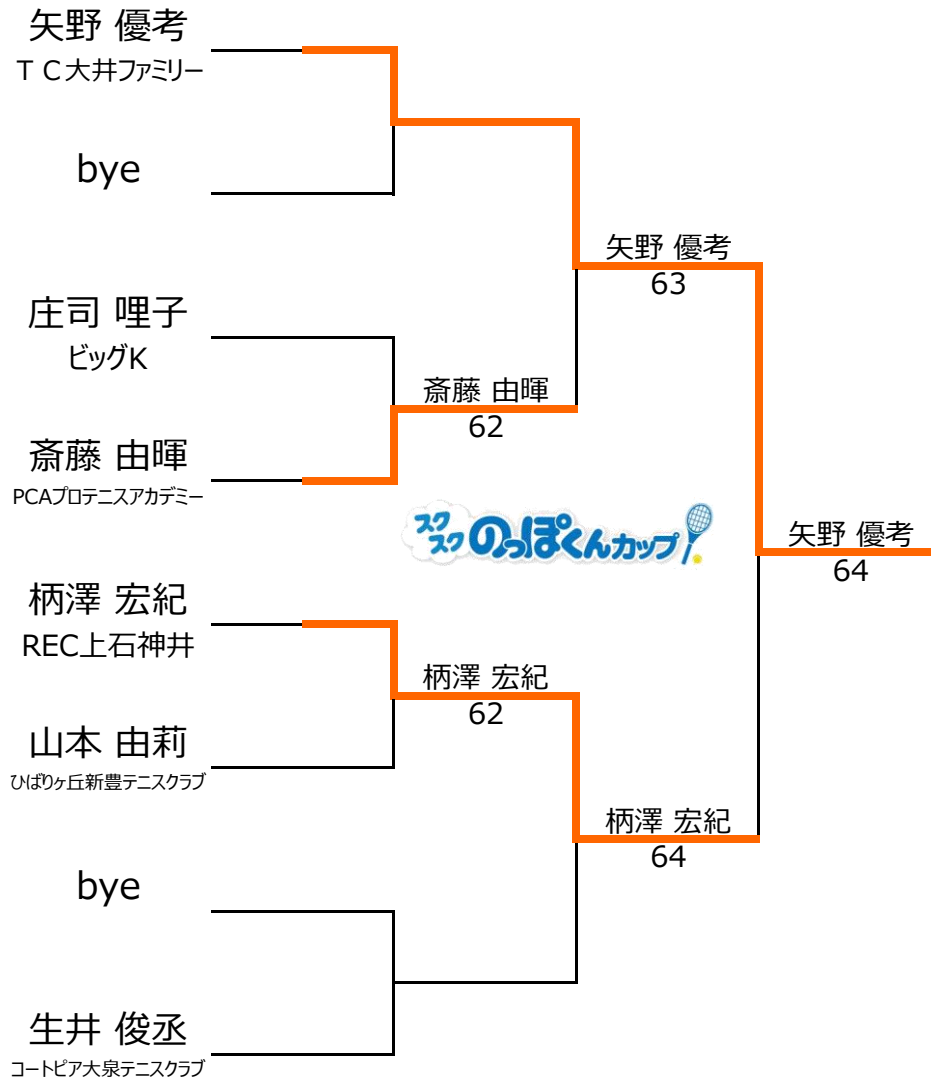 矢野 優考
ＴＣ大井ファミリー
bye
庄司 哩子
ビッグK
斎藤 由暉
PCAプロテニスアカデミー
柄澤 宏紀
REC上石神井
山本 由莉
ひばりヶ丘新豊テニスクラブ
bye
生井 俊丞
コートピア大泉テニスクラブ
斎藤 由暉
62
柄澤 宏紀
62
矢野 優考
63
柄澤 宏紀
64
スク
スク のっぽくんカップ
矢野 優考
64